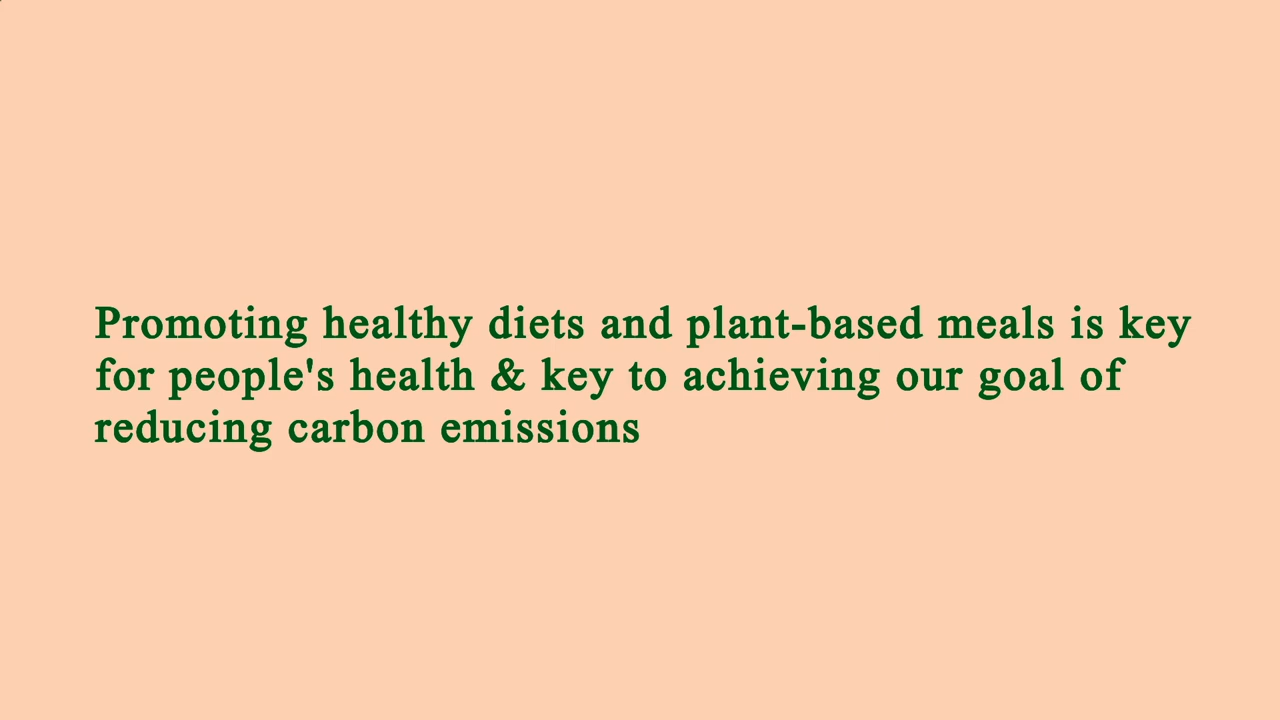 Promoting healthy diets and plant-based meals is key
for people's health & key to achieving our goal of
reducing carbon emissions